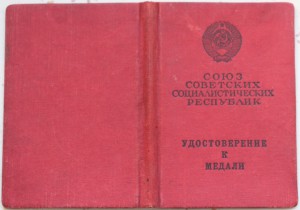 СОЮЗ
СОВЕТСКИХ
СОЦИАЛИСТИЧЕСКИХ
РЕСПУБЛИК
УДОСТОВЕРЕНИЕ
К
МЕДАЛИ